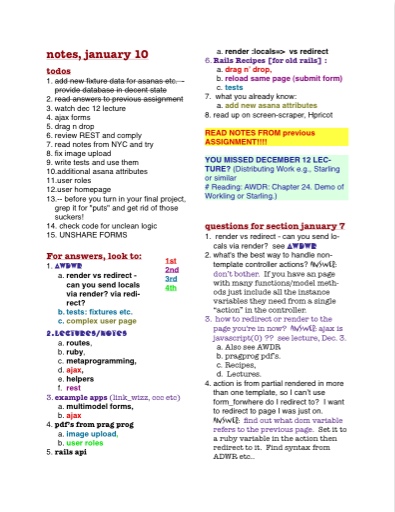 notes, january 10
todos
1. add new fixture data for asanas etc. --
provide database in decent state
2. read answers to previous assignment
3. watch dec 12 lecture
4. ajax forms
5. drag n drop
6. review REST and comply
7. read notes from NYC and try
8. fix image upload
9. write tests and use them
10.additional asana attributes
11.user roles
12.user homepage
13.-- before you turn in your final project,
grep it for "puts" and get rid of those
suckers!
14. check code for unclean logic
15. UNSHARE FORMS
For answers, look to:
1st
2nd
3rd
4th
1. AWDWR
a. render vs redirect -
can you send locals
via render? via redi-
rect?
b. tests: fixtures etc.
c. complex user page
2.LECTURES/NOTES
a. routes,
b. ruby,
c. metaprogramming,
d. ajax,
e. helpers
f. rest
3. example apps (link_wizz, ccc etc)
a. multimodel forms,
b. ajax
4. pdf's from prag prog
a. image upload,
b. user roles
5. rails api
a. render :locals=> vs redirect
6. Rails Recipes [for old rails] :
a. drag n' drop,
b. reload same page (submit form)
c. tests
7. what you already know:
a. add new asana attributes
8. read up on screen-scraper, Hpricot
READ NOTES FROM previous
ASSIGNMENT!!!!
YOU MISSED DECEMBER 12 LEC-
TURE? (Distributing Work e.g., Starling
or similar
# Reading: AWDR: Chapter 24. Demo of
Workling or Starling.)
questions for section january 7
1. render vs redirect - can you send lo-
cals via render? see AWDWR
2. what's the best way to handle non-
template controller actions? ANSWER:
don't bother. If you have an page
with many functions/model meth-
ods just include all the instance
variables they need from a single
"action" in the controller.
3. how to redirect or render to the
page you're in now? ANSWER: ajax is
javascript(0) ?? see lecture, Dec. 3.
a. Also see AWDR
b. pragprog pdf's.
c. Recipes,
d. Lectures.
4. action is from partial rendered in more
than one template, so I can't use
form_forwhere do I redirect to? I want
to redirect to page I was just on.
ANSWER: find out what dom variable
refers to the previous page. Set it to
a ruby variable in the action then
redirect to it. Find syntax from
ADWR etc..